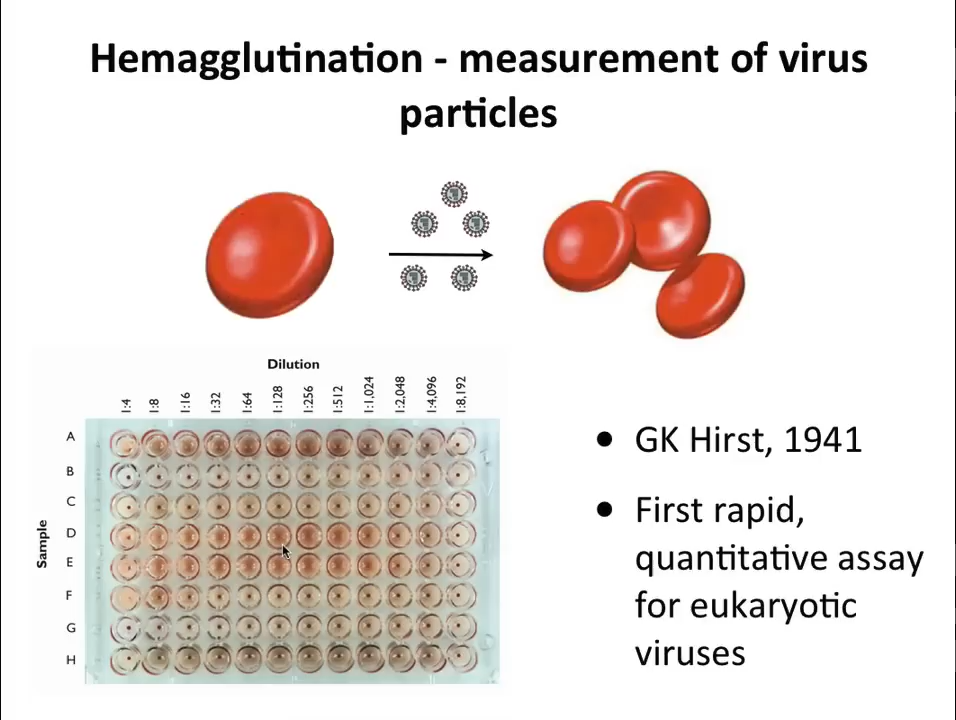 Hemagglutination - measurement of virus
particles
Dilution
1:4 1:8 1:16 1:32 1:64 1:128 1:256 1:512 1:1,024 1:2,048 1:4,096 1:8,192
Sample
A
B
C
D
E
F
G
H
• GK Hirst, 1941
• First rapid,
quantitative assay
for eukaryotic
viruses